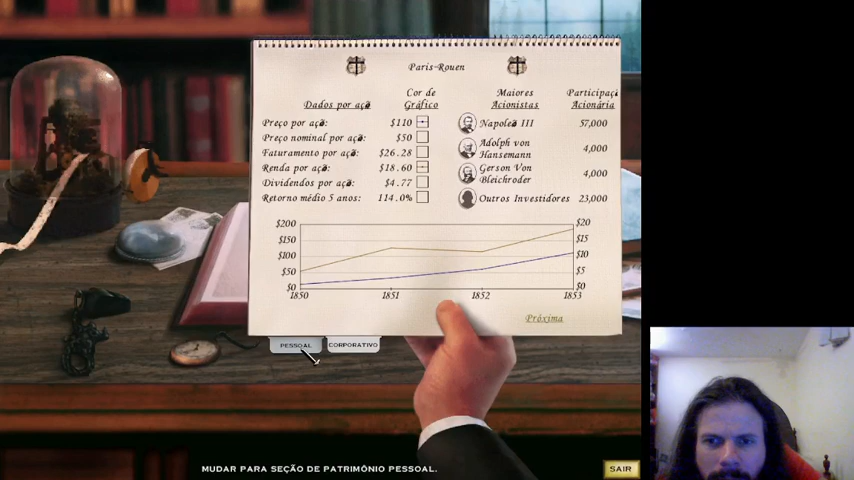 Paris-Rouen
Dados por ação
Cor de
Gráfico
Maiores
Acionistas
Participaçã
Acionária
Preço por ação: $110
Preço nominal por ação: $50
Faturamento por ação: $26.28
Renda por ação: $18.60
Dividendos por ação: $4.77
Retorno médio 5 anos: 114.0%
Napoleão III 57,000
Adolph von
Hansemann 4,000
Gerson Von
Bleichroder 4,000
Outros Investidores 23,000
$200 $20
$150 $15
$100 $10
$50 $5
$0 $0
1850 1851 1852 1853
Próxima
PESSOAL CORPORATIVO
MUDAR PARA SEÇÃO DE PATRIMÔNIO PESSOAL.
SAIR